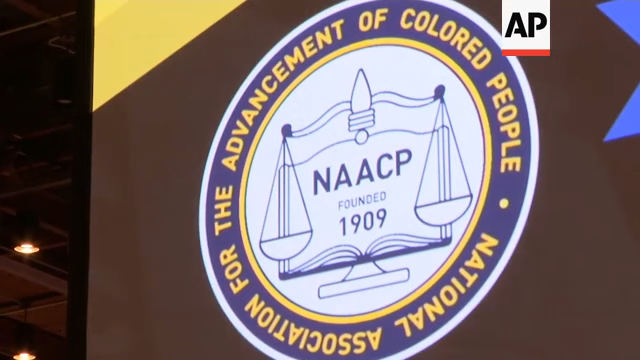 AP
NATIONAL ASSOCIATION FOR THE ADVANCEMENT OF COLORED PEOPLE •
NAACP
FOUNDED
1909